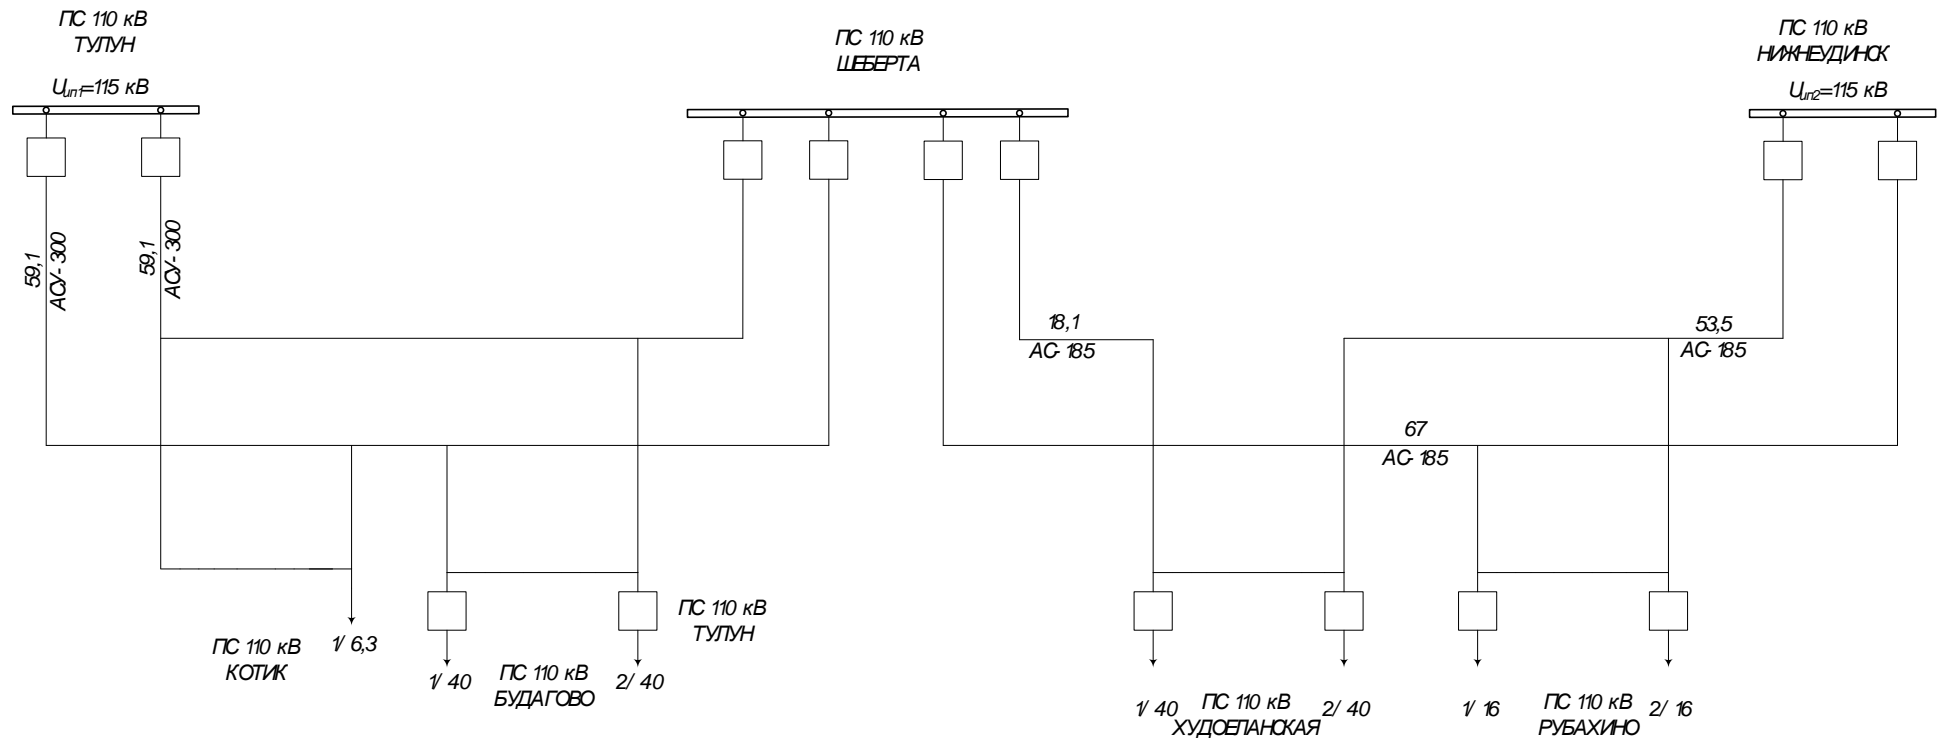 ПС 110 кВ
ТУЛУН
Uип1=115 кВ
ПС 110 кВ
ШЕБЕРТА
ПС 110 кВ
НИЖНЕУДИНСК
Uип2=115 кВ
59,1
АСУ-300
59,1
АСУ-300
18,1
АС-185
53,5
АС-185
67
АС-185
ПС 110 кВ
КОТИК
1/ 6,3
1/ 40
ПС 110 кВ
БУДАГОВО
2/ 40
ПС 110 кВ
ТУЛУН
1/ 40
ПС 110 кВ
ХУДОЕЛАНСКАЯ
2/ 40
1/ 16
ПС 110 кВ
РУБАХИНО
2/ 16